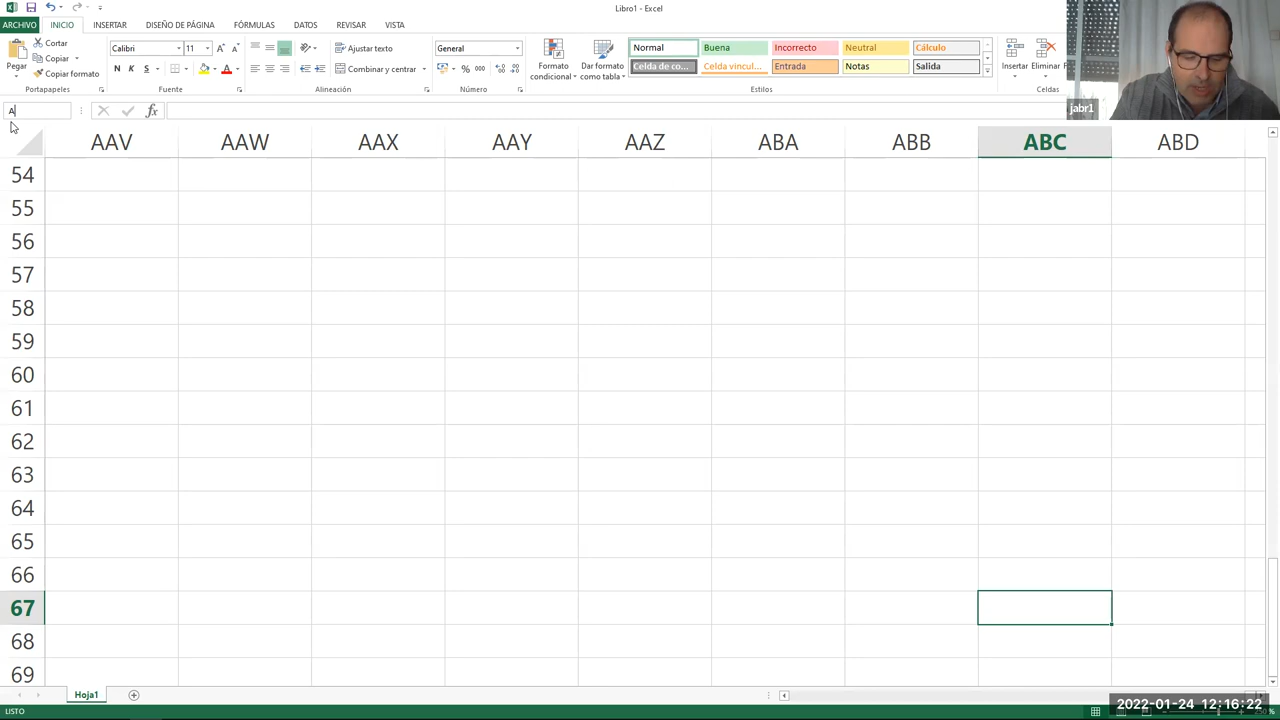 Libro1 - Excel
ARCHIVO INICIO INSERTAR DISEÑO DE PÁGINA FÓRMULAS DATOS REVISAR VISTA
Pegar
Cortar
Copiar
Copiar formato
Portapapeles
Calibri 11
N K S
Fuente
Ajustar texto
Combinar y centrar
Alineación
General
% 000
Número
Formato condicional
Dar formato como tabla
Normal Buena Incorrecto Neutral Cálculo
Celda de co... Celda vincul... Entrada Notas Salida
Estilos
Insertar Eliminar
Celdas
jabr1
A
fx
AAV AAW AAX AAY AAZ ABA ABB ABC ABD
54
55
56
57
58
59
60
61
62
63
64
65
66
67
68
69
Hoja1
LISTO
2022-01-24 12:16:22